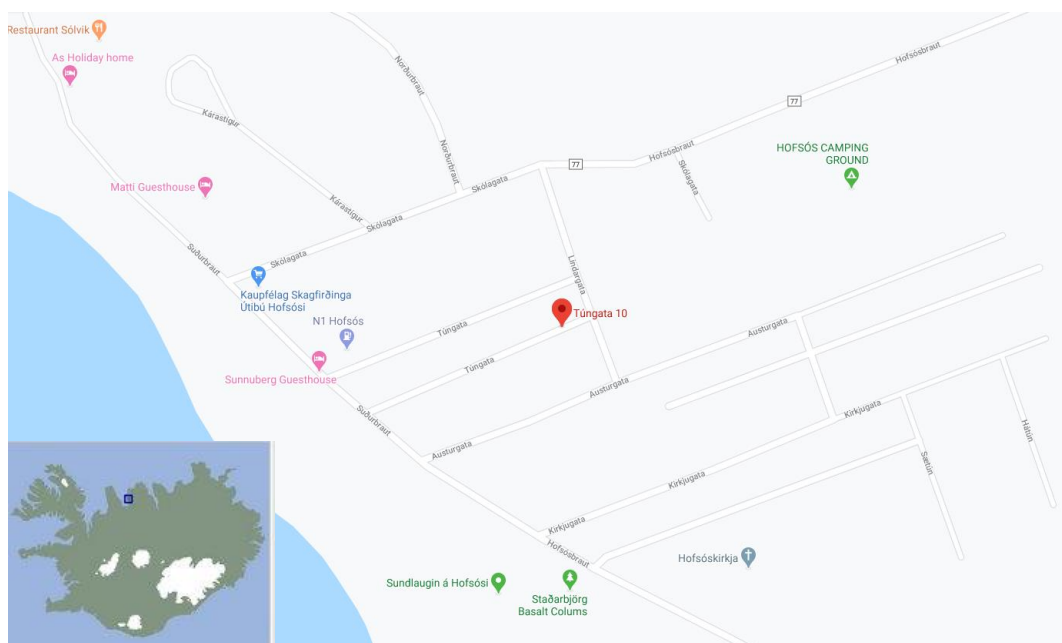 Restaurant Sólvik
As Holiday home
Norðurbraut
Hofsósbraut
77
Kárastígur
Norðurbraut
Hofsósbraut
77
HOFSÓS CAMPING
GROUND
Skólagata
Matti Guesthouse
Skólagata
Kárastígur
Skólagata
Suðurbraut
Skólagata
Lindargata
Kaupfélag Skagfirðinga
Útibú Hofsósi
N1 Hofsós
Túngata
Túngata 10
Austurgata
Túngata
Sunnuberg Guesthouse
Austurgata
Suðurbraut
Kirkjugata
Hátún
Austurgata
Sætún
Kirkjugata
Kirkjugata
Hofsósbraut
Hofsóskirkja
Sundlaugin á Hofsósi
Staðarbjörg
Basalt Colums